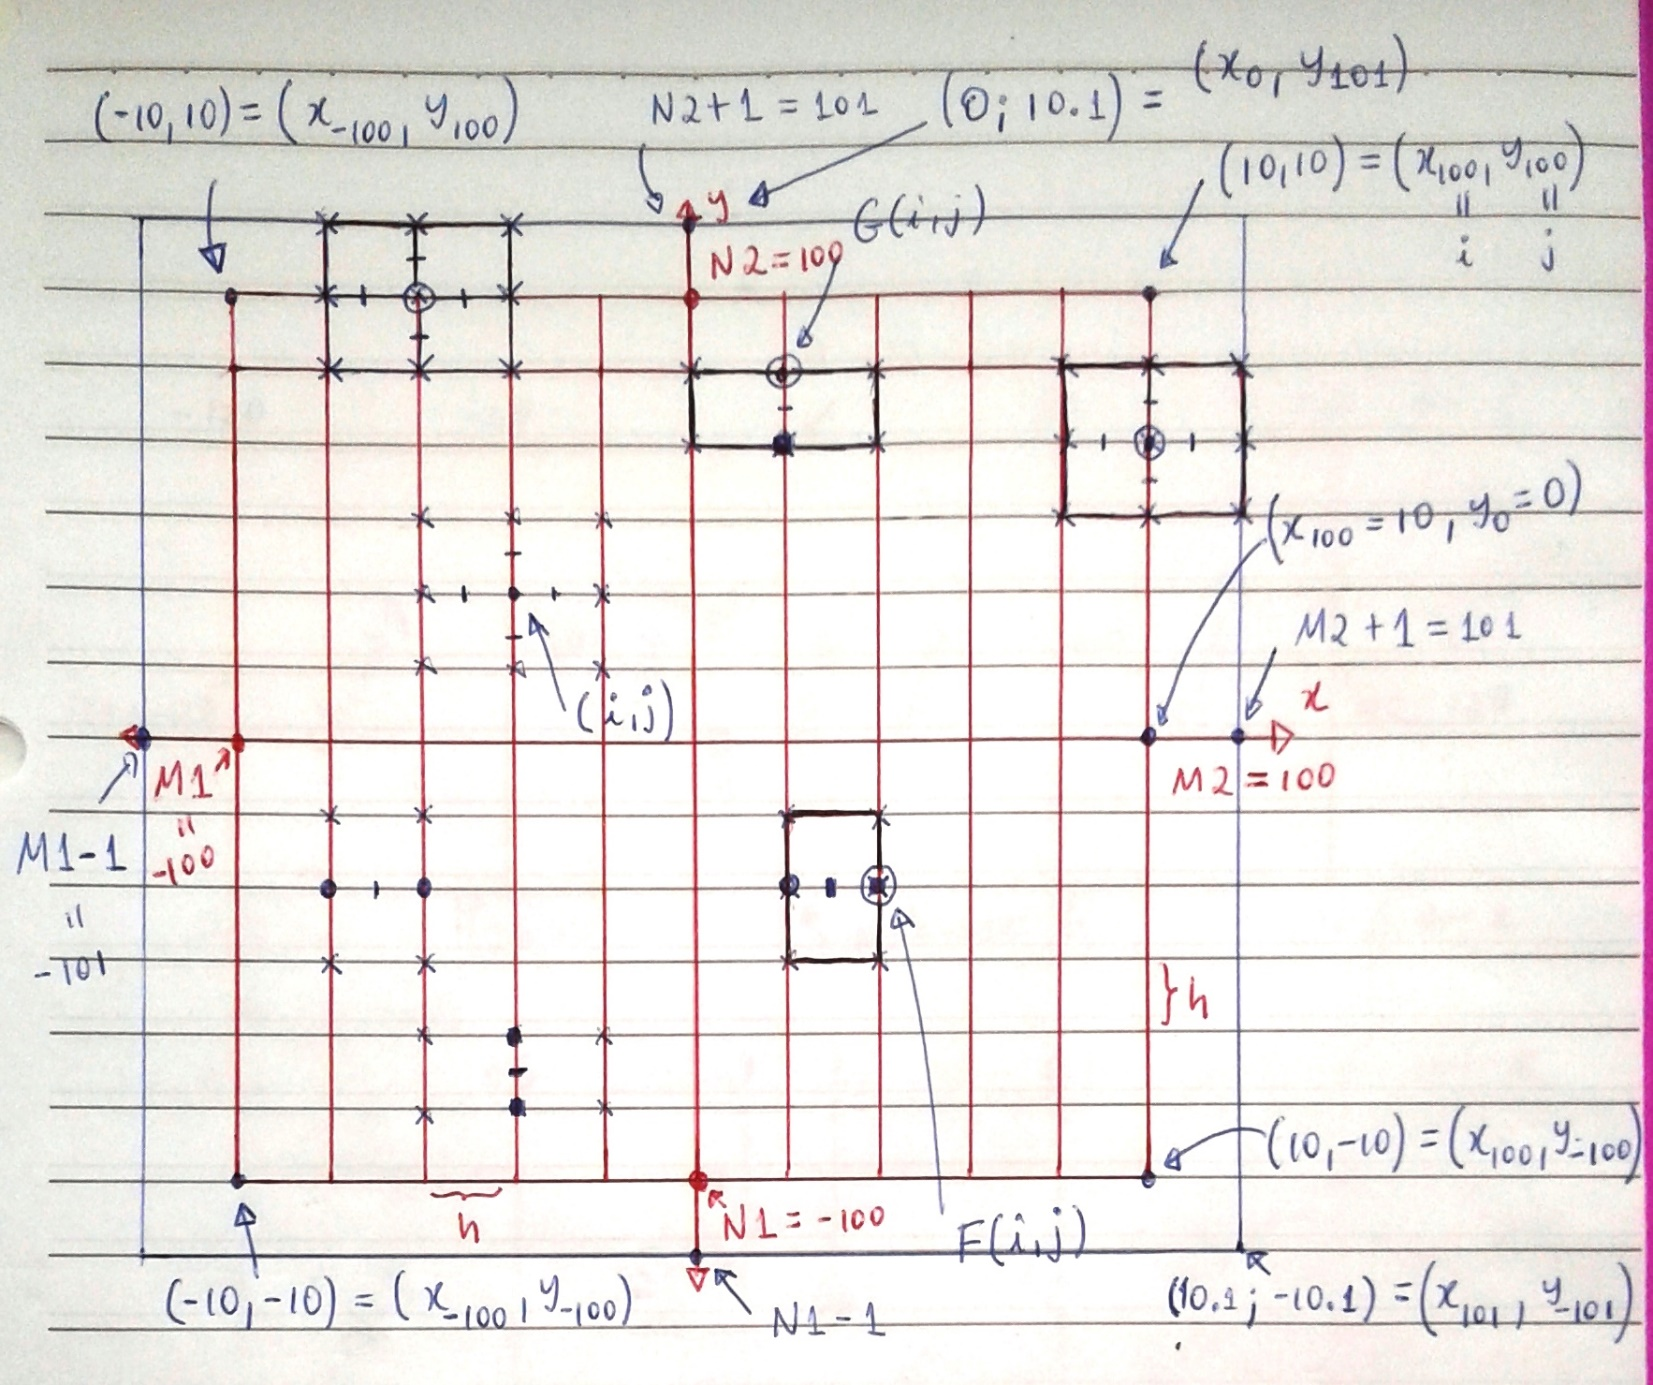 (-10,10) = (x₋₁₀₀, y₁₀₀)
N2+1 = 101
(0; 10.1) = (x₀, y₁₀₁)
(10,10) = (x₁₀₀, y₁₀₀)
= =
i j
y
G(i,j)
N2 = 100
(x₁₀₀ = 10, y₀ = 0)
M2 + 1 = 101
(i,j)
x
M1
=
-100
M2 = 100
M1-1
=
-101
} h
(10,-10) = (x₁₀₀, y₋₁₀₀)
h
N1 = -100
F(i,j)
(-10,-10) = (x₋₁₀₀, y₋₁₀₀)
N1-1
(10.1; -10.1) = (x₁₀₁, y₋₁₀₁)